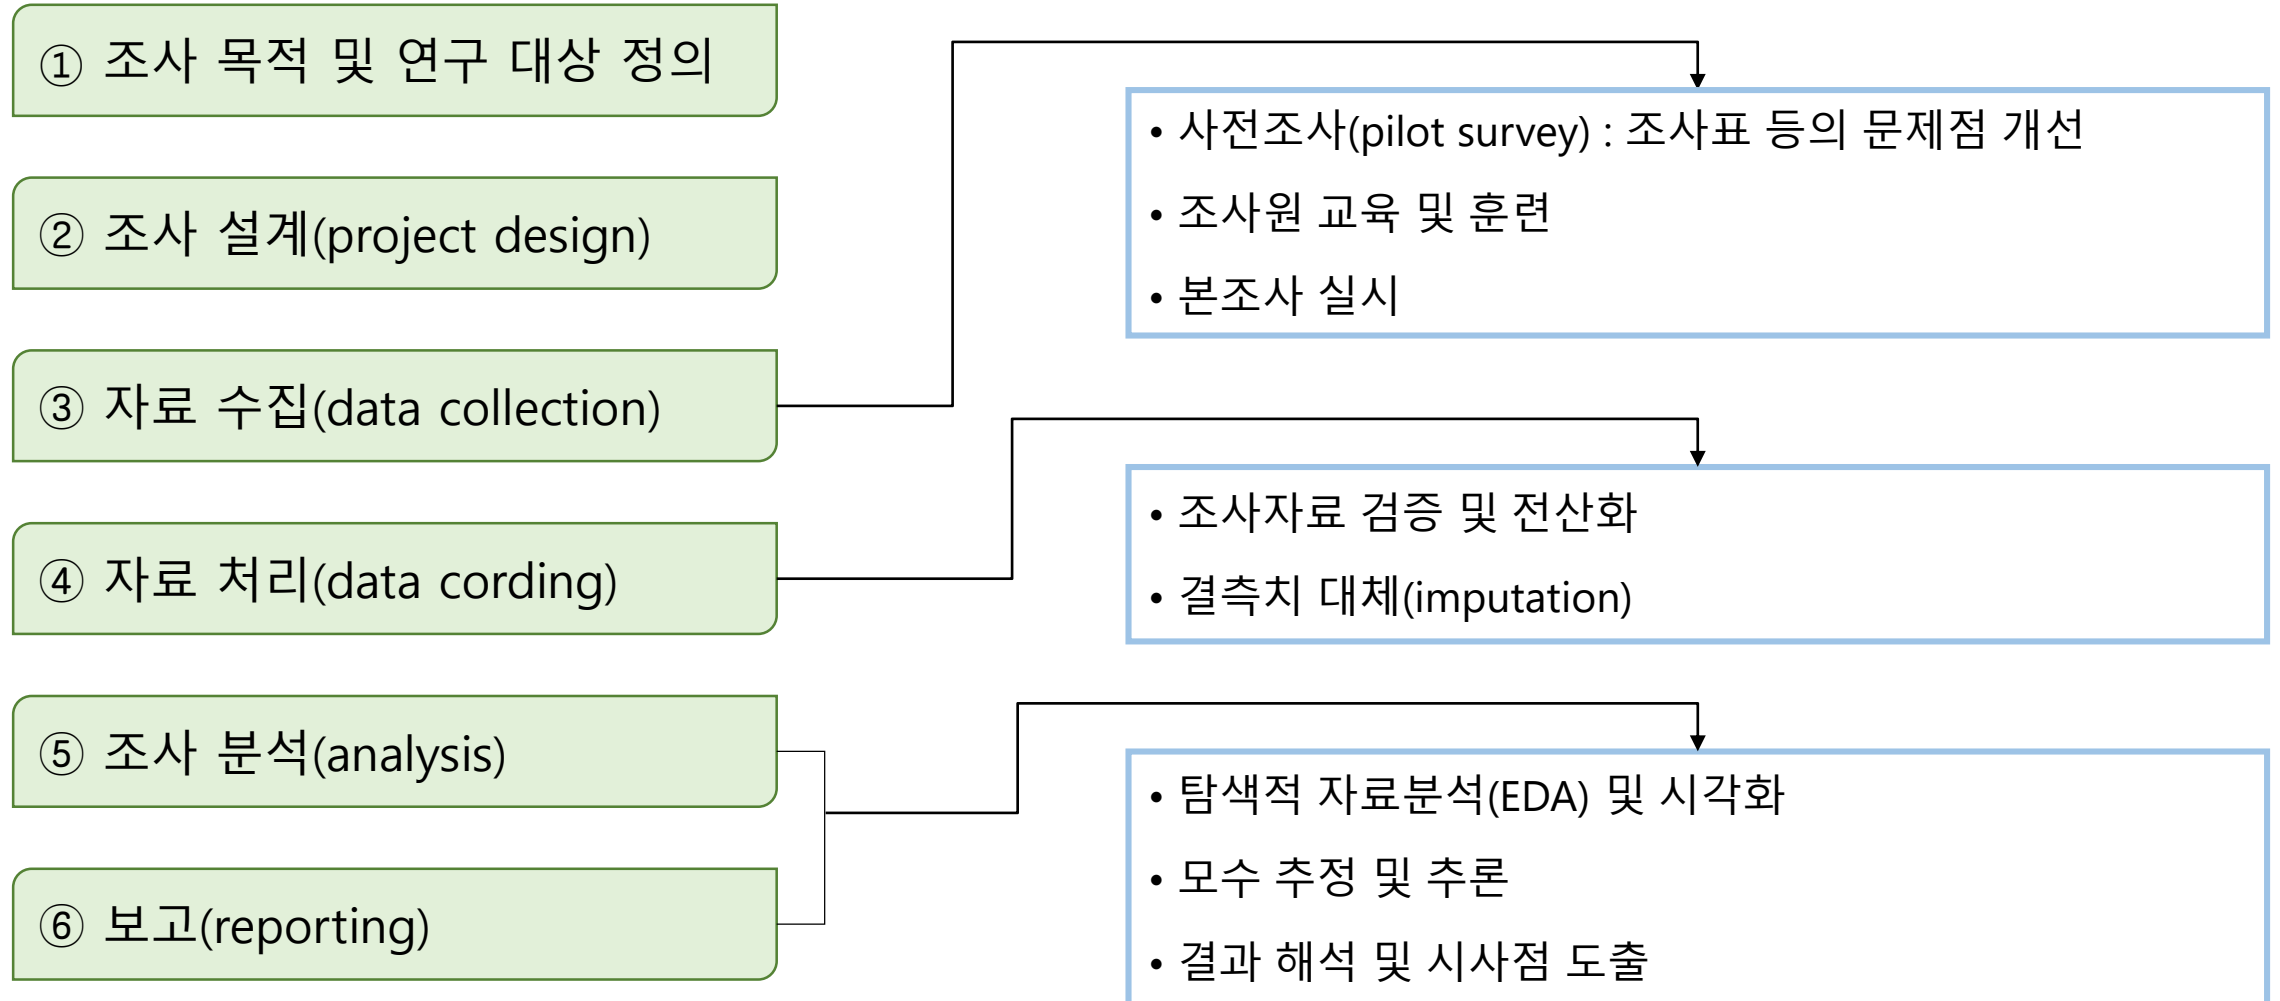 ① 조사 목적 및 연구 대상 정의
② 조사 설계(project design)
③ 자료 수집(data collection)
④ 자료 처리(data cording)
⑤ 조사 분석(analysis)
⑥ 보고(reporting)
• 사전조사(pilot survey) : 조사표 등의 문제점 개선
• 조사원 교육 및 훈련
• 본조사 실시
• 조사자료 검증 및 전산화
• 결측치 대체(imputation)
• 탐색적 자료분석(EDA) 및 시각화
• 모수 추정 및 추론
• 결과 해석 및 시사점 도출